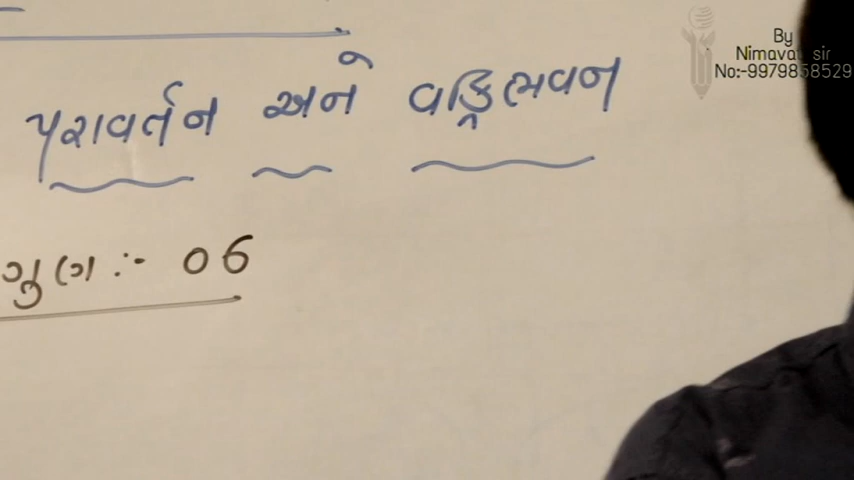 By
Nimavat sir
No:-9979858529
પરાવર્તન અને વક્રિભવન
ગુણ :- 06